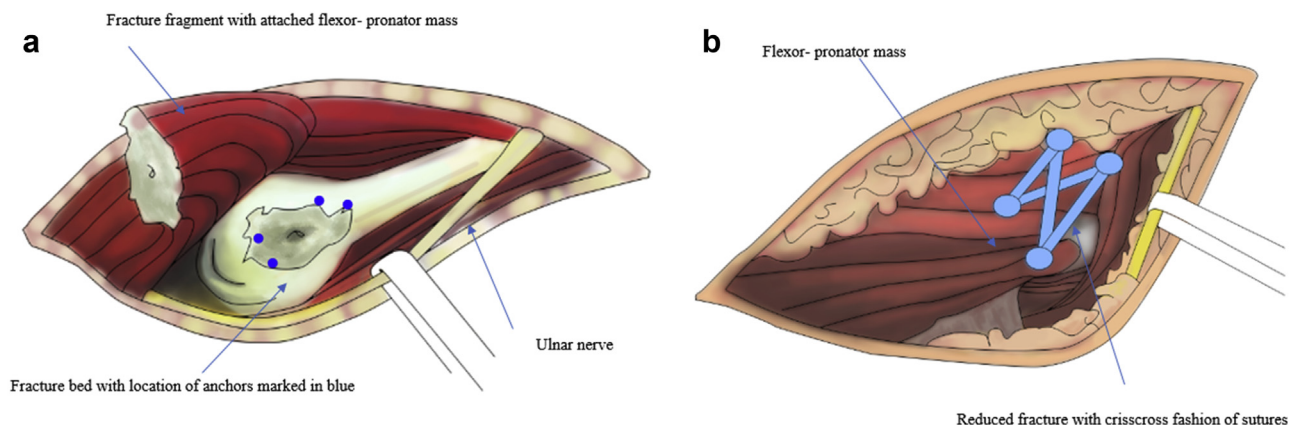 a
Fracture fragment with attached flexor- pronator mass
Ulnar nerve
Fracture bed with location of anchors marked in blue
b
Flexor- pronator mass
Reduced fracture with crisscross fashion of sutures